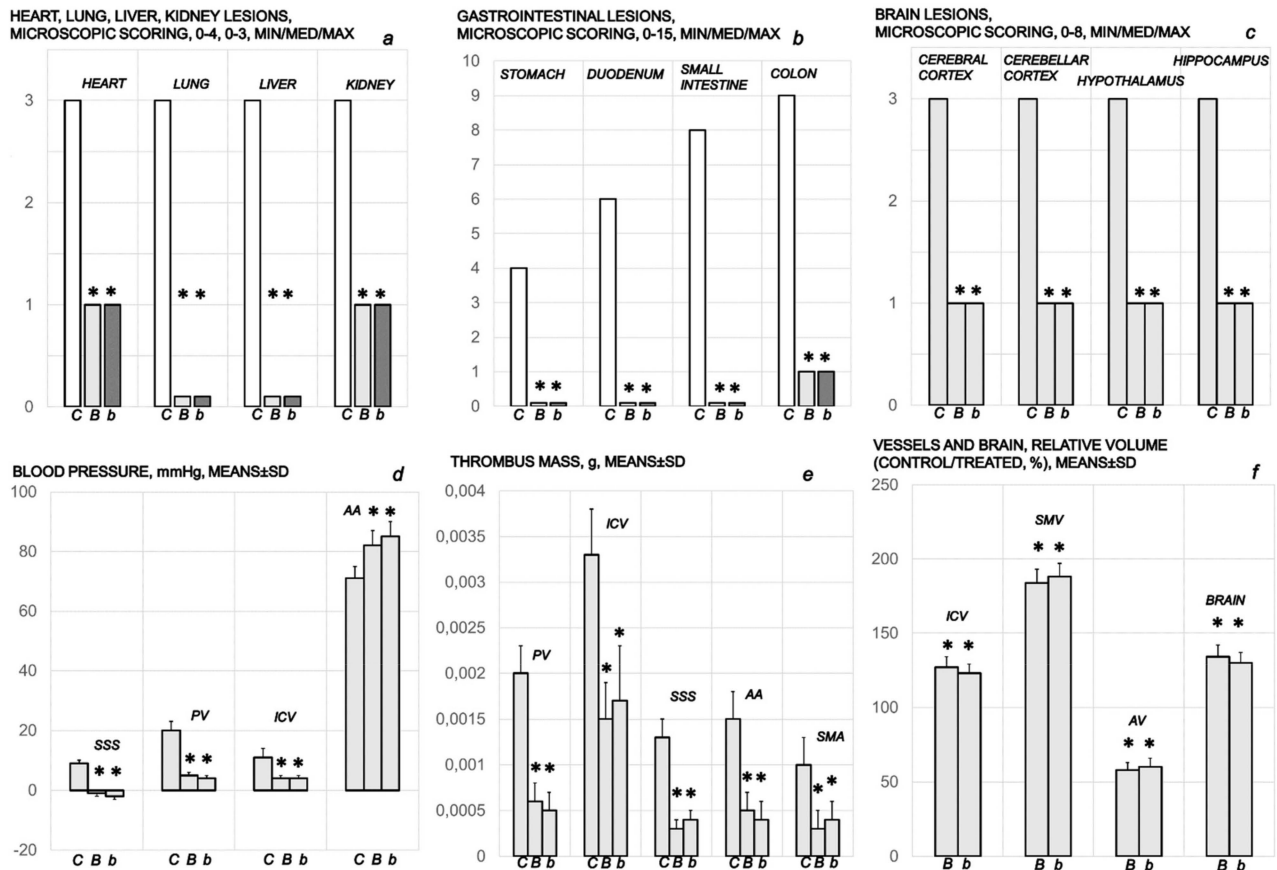 HEART, LUNG, LIVER, KIDNEY LESIONS,
MICROSCOPIC SCORING, 0-4, 0-3, MIN/MED/MAX
a
HEART LUNG LIVER KIDNEY
3
2
1
0
C B b C B b C B b C B b
* * * * * * * *
GASTROINTESTINAL LESIONS,
MICROSCOPIC SCORING, 0-15, MIN/MED/MAX
b
STOMACH DUODENUM SMALL INTESTINE COLON
10
9
8
7
6
5
4
3
2
1
0
* * * * * * * *
C B b C B b C B b C B b
BRAIN LESIONS,
MICROSCOPIC SCORING, 0-8, MIN/MED/MAX
c
CEREBRAL CORTEX CEREBELLAR CORTEX HYPOTHALAMUS HIPPOCAMPUS
3
2
1
0
* * * * * * * *
C B b C B b C B b C B b
BLOOD PRESSURE, mmHg, MEANS±SD
d
100
80
60
40
20
0
-20
SSS * * PV * * ICV * * AA * *
C B b C B b C B b C B b
THROMBUS MASS, g, MEANS±SD
e
0,004
0,0035
0,003
0,0025
0,002
0,0015
0,001
0,0005
0
PV * * ICV * * SSS * * AA * * SMA * *
C B b C B b C B b C B b C B b
VESSELS AND BRAIN, RELATIVE VOLUME
(CONTROL/TREATED, %), MEANS±SD
f
250
200
150
100
50
0
ICV * * SMV * * AV * * BRAIN * *
B b B b B b B b